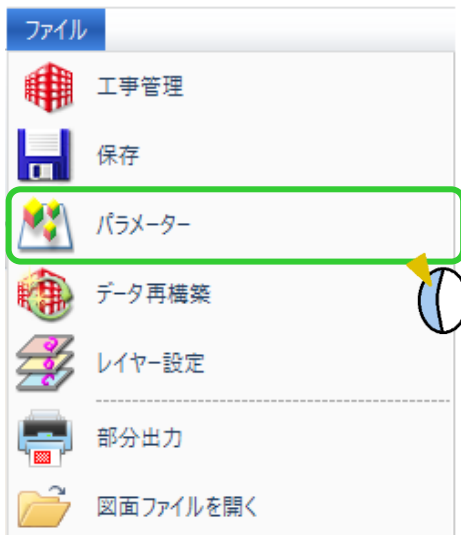 ファイル
工事管理
保存
パラメーター
データ再構築
レイヤー設定
部分出力
図面ファイルを開く